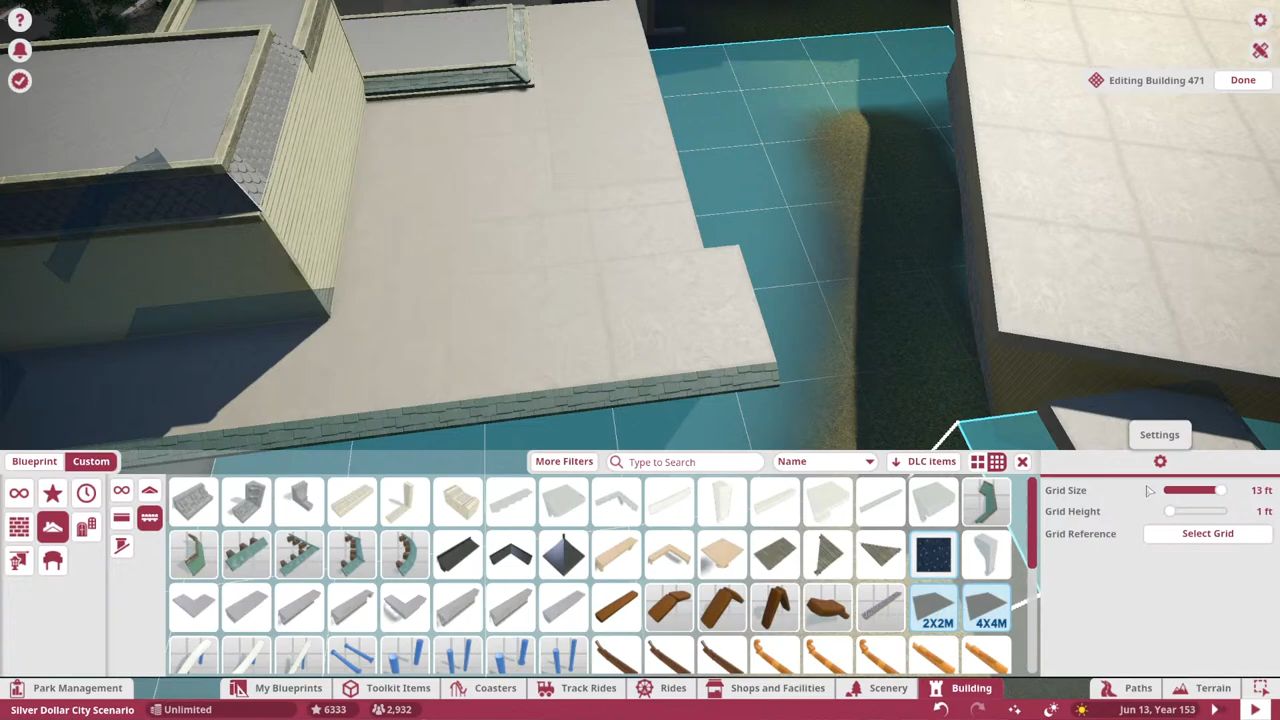 ?
Editing Building 471
Done
Settings
Blueprint
Custom
More Filters
Type to Search
Name
DLC items
Grid Size
13 ft
Grid Height
1 ft
Grid Reference
Select Grid
2X2M
4X4M
Park Management
My Blueprints
Toolkit Items
Coasters
Track Rides
Rides
Shops and Facilities
Scenery
Building
Paths
Terrain
Silver Dollar City Scenario
Unlimited
6333
2,932
Jun 13, Year 153